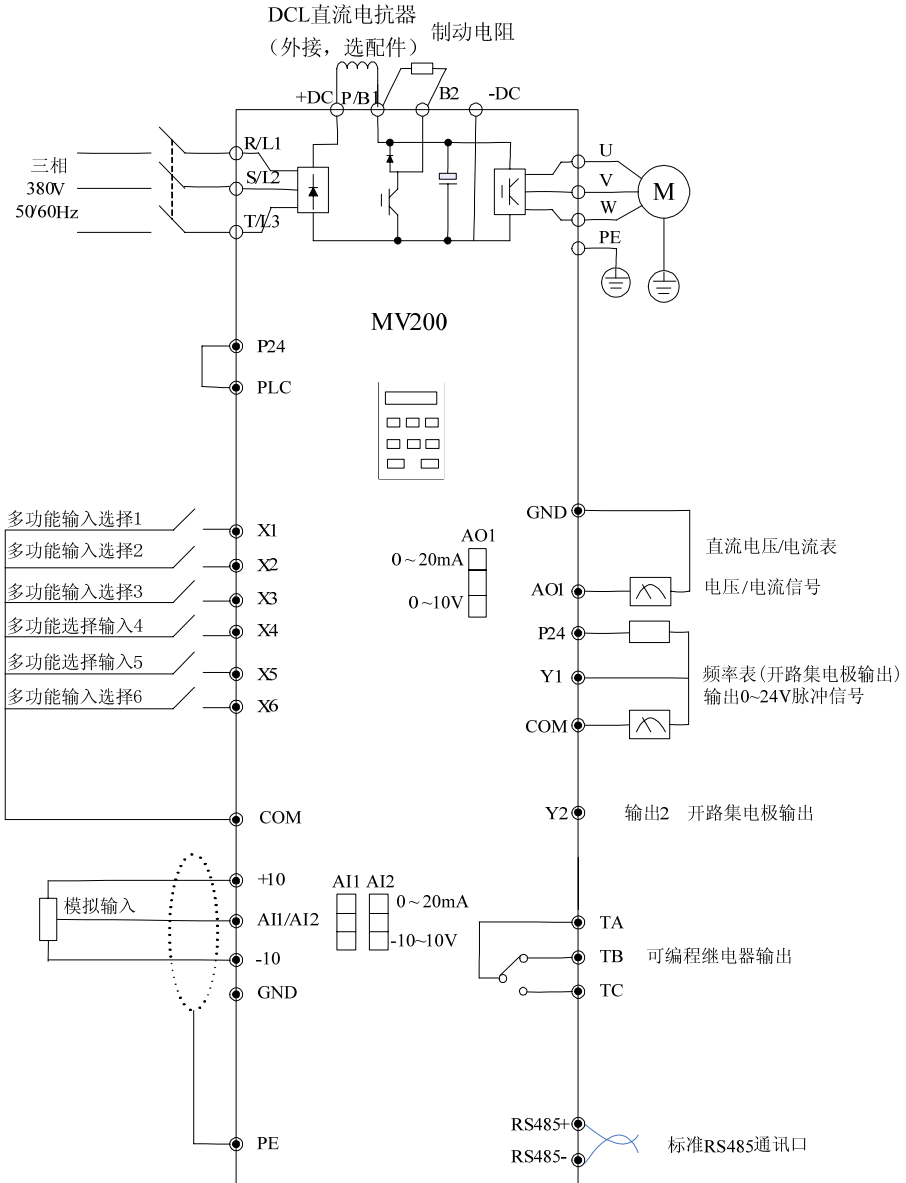 DCL直流电抗器
（外接，选配件）
制动电阻
+DC
P/B1
B2
-DC
R/L1
S/L2
T/L3
三相
380V
50/60Hz
U
V
W
PE
M
MV200
P24
PLC
多功能输入选择1
X1
多功能输入选择2
X2
多功能输入选择3
X3
多功能选择输入4
X4
多功能选择输入5
X5
多功能输入选择6
X6
COM
AO1
0~20mA
0~10V
GND
直流电压/电流表
AO1
电压/电流信号
P24
Y1
频率表(开路集电极输出)
输出0~24V脉冲信号
COM
Y2
输出2 开路集电极输出
+10
模拟输入
AI1/AI2
-10
GND
AI1 AI2
0~20mA
-10~10V
TA
TB
可编程继电器输出
TC
PE
RS485+
RS485-
标准RS485通讯口